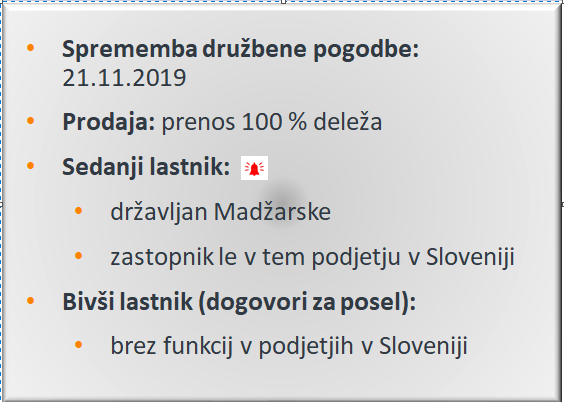 • Sprememba družbene pogodbe:
21.11.2019
• Prodaja: prenos 100 % deleža
• Sedanji lastnik:
• državljan Madžarske
• zastopnik le v tem podjetju v Sloveniji
• Bivši lastnik (dogovori za posel):
• brez funkcij v podjetjih v Sloveniji